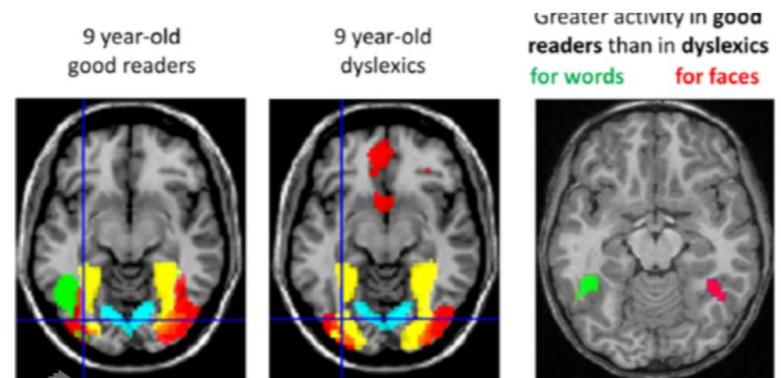 9 year-old
good readers
9 year-old
dyslexics
Greater activity in good
readers than in dyslexics
for words for faces